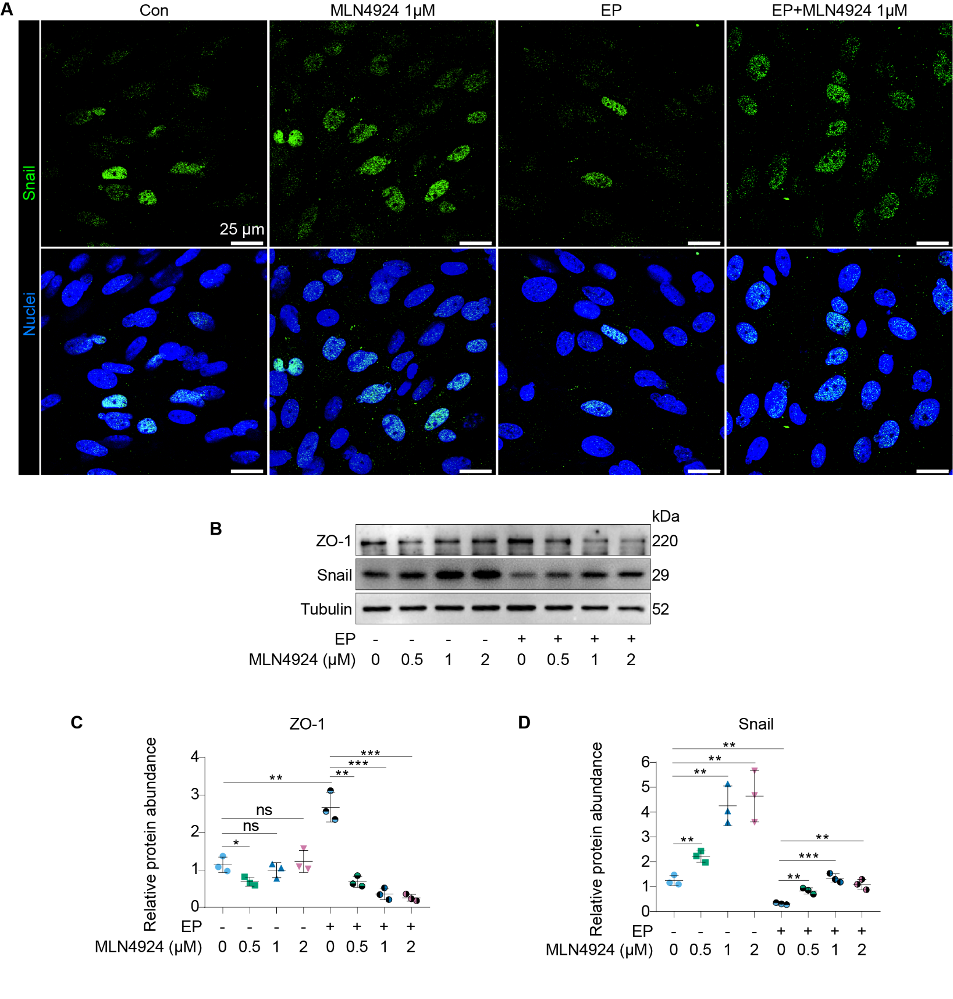 A
Con MLN4924 1µM EP EP+MLN4924 1µM
Snail
25 µm
Nuclei
B
kDa
ZO-1 220
Snail 29
Tubulin 52
EP - - - - + + + +
MLN4924 (µM) 0 0.5 1 2 0 0.5 1 2
C
ZO-1
Relative protein abundance
4
3
2
1
0
***
***
**
**
ns
ns
*
EP - - - - + + + +
MLN4924 (µM) 0 0.5 1 2 0 0.5 1 2
D
Snail
Relative protein abundance
6
5
4
3
2
1
0
**
**
**
**
**
***
**
EP - - - - + + + +
MLN4924 (µM) 0 0.5 1 2 0 0.5 1 2